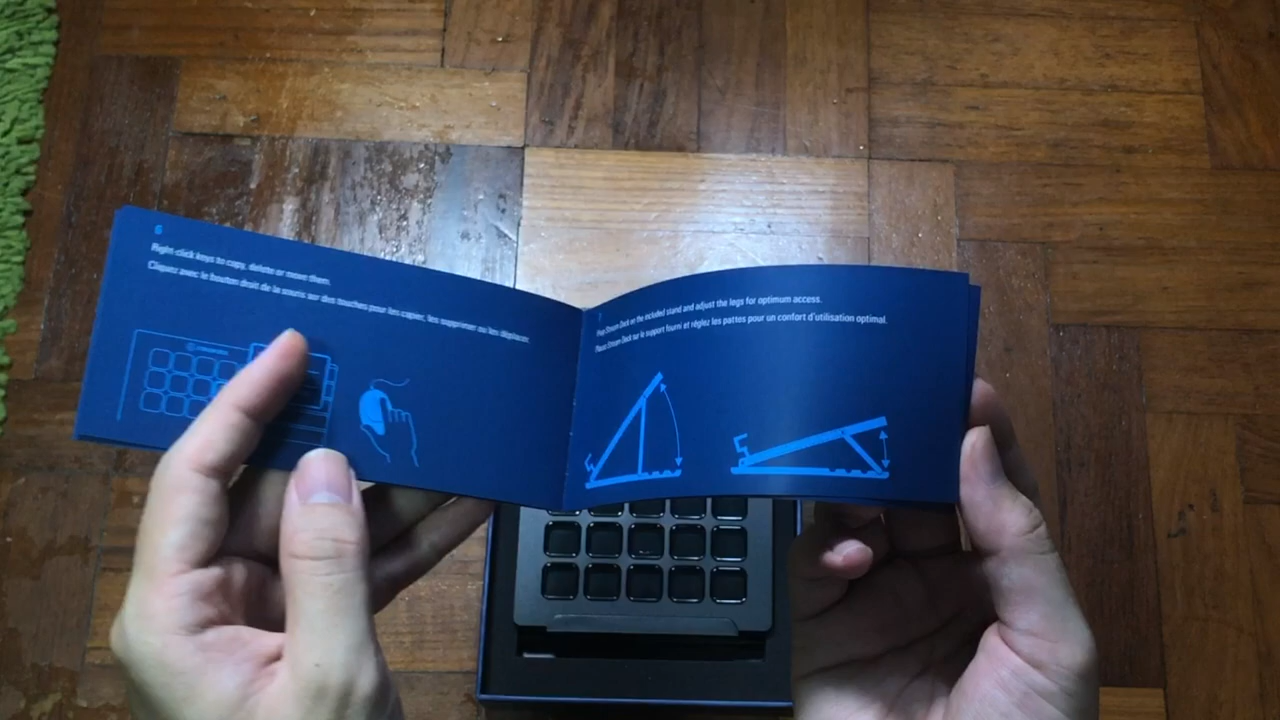 6
Right click keys to copy, delete or move them.
Cliquez avec le bouton droit de la souris sur des touches pour les copier, les supprimer ou les déplacer.
7
Prop Stream Deck on the included stand and adjust the legs for optimum access.
Placez Stream Deck sur le support fourni et réglez les pattes pour un confort d'utilisation optimal.